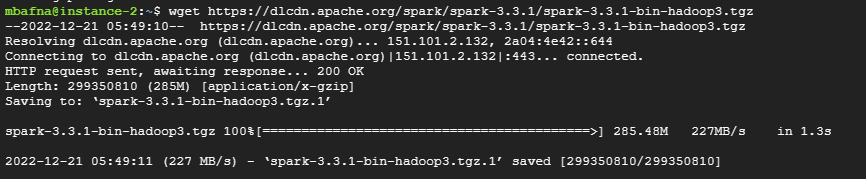 mbafna@instance-2:~$ wget https://dlcdn.apache.org/spark/spark-3.3.1/spark-3.3.1-bin-hadoop3.tgz
--2022-12-21 05:49:10--  https://dlcdn.apache.org/spark/spark-3.3.1/spark-3.3.1-bin-hadoop3.tgz
Resolving dlcdn.apache.org (dlcdn.apache.org)... 151.101.2.132, 2a04:4e42::644
Connecting to dlcdn.apache.org (dlcdn.apache.org)|151.101.2.132|:443... connected.
HTTP request sent, awaiting response... 200 OK
Length: 299350810 (285M) [application/x-gzip]
Saving to: ‘spark-3.3.1-bin-hadoop3.tgz.1’
spark-3.3.1-bin-hadoop3.tgz 100%[===========================================>] 285.48M   227MB/s    in 1.3s
2022-12-21 05:49:11 (227 MB/s) - ‘spark-3.3.1-bin-hadoop3.tgz.1’ saved [299350810/299350810]